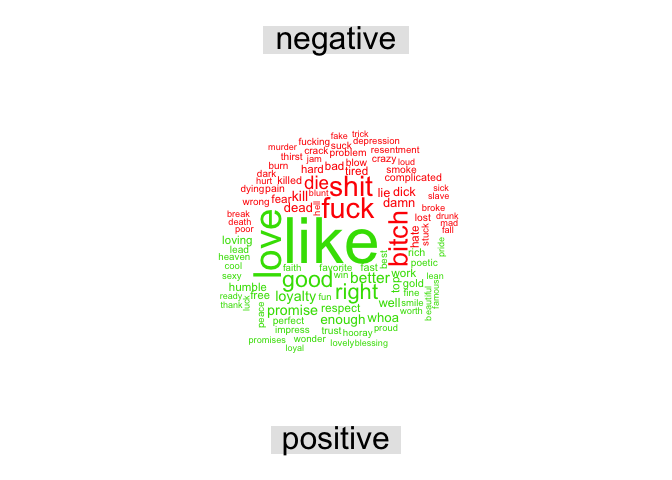 negative
fake trick
fucking suck depression
murder crack problem resentment
thirst jam blow crazy loud
burn hard bad tired smoke
dark die shit complicated
hurt killed
dying pain kill blunt lie dick sick
wrong fear dead hell fuck damn slave
break lost broke
death drunk
poor bitch hate stuck mad
fall
love like
loving best rich pride
lead
heaven faith favorite fast poetic
cool good win better work lean
sexy top gold
humble right fine
ready free loyalty fun well smile famous
thank luck promise respect worth beautiful
peace enough whoa
perfect
impress trust hooray proud
promises wonder lovely blessing
loyal
positive